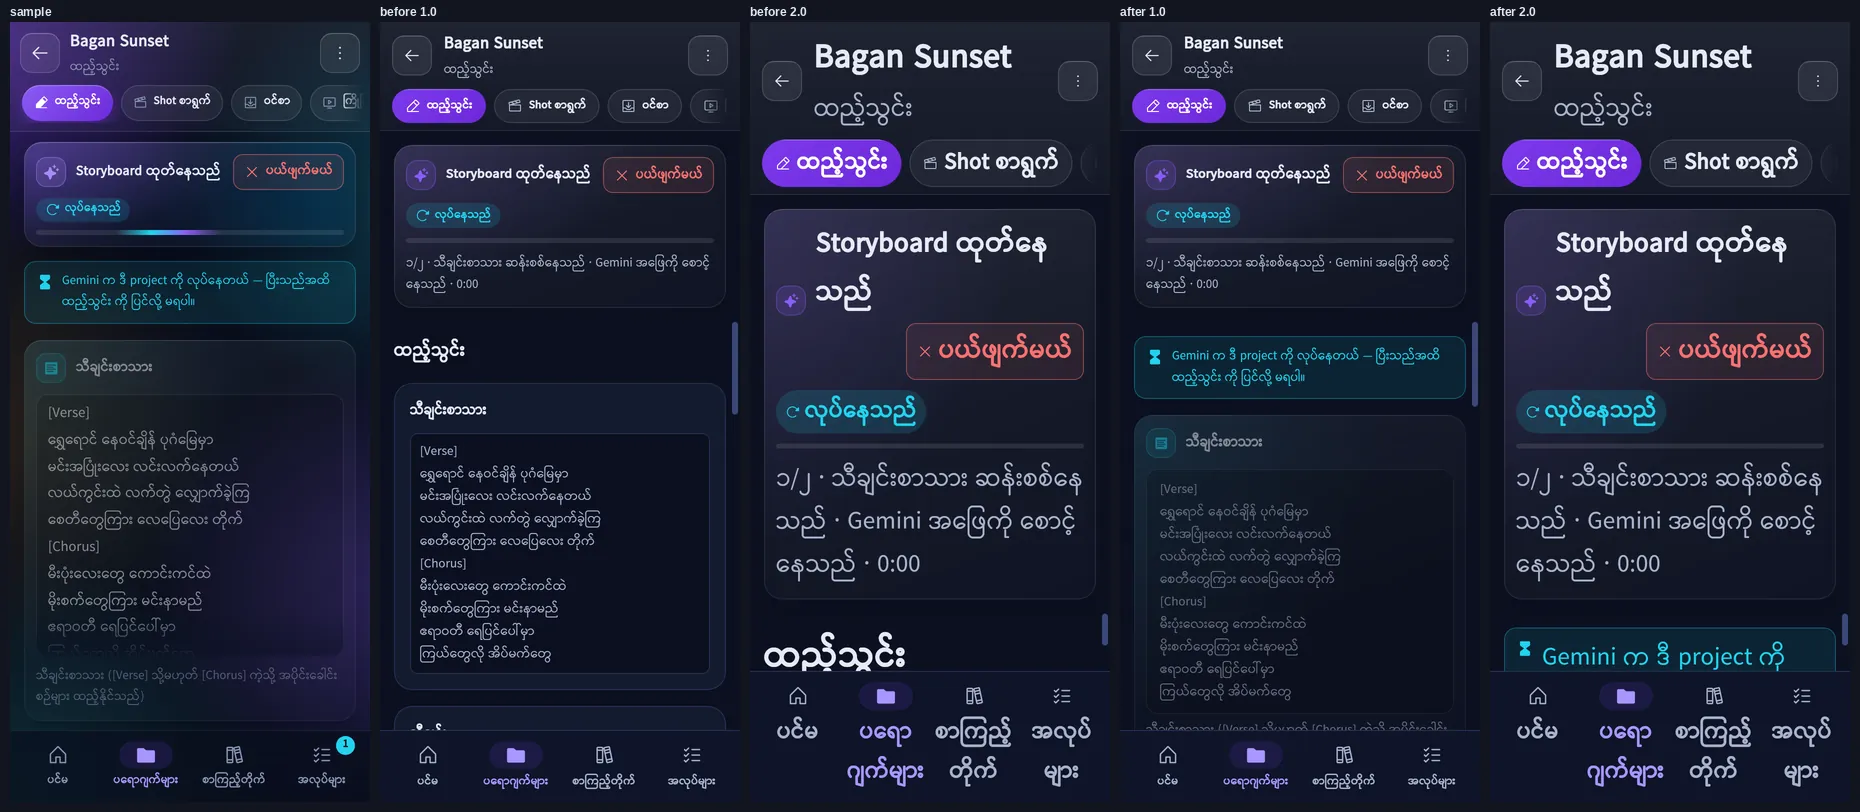 sample
Bagan Sunset
ထည့်သွင်း
ထည့်သွင်း
Shot စာရွက်
ဝင်စာ
Storyboard ထုတ်နေသည်
ပယ်ဖျက်မယ်
လုပ်နေသည်
Gemini က ဒီ project ကို လုပ်နေတယ် — ပြီးသည်အထိ
ထည့်သွင်း ကို ပြင်လို့ မရပါ။
သီချင်းစာသား
[Verse]
ရွှေရောင် နေဝင်ချိန် ပုဂံမြေမှာ
မင်းအပြုံးလေး လင်းလက်နေတယ်
လယ်ကွင်းထဲ လက်တွဲ လျှောက်ခဲ့ကြ
စေတီတွေကြား လေပြေလေး တိုက်
[Chorus]
မီးပုံးလေးတွေ ကောင်းကင်ထဲ
မိုးစက်တွေကြား မင်းနာမည်
ဧရာဝတီ ရေပြင်ပေါ်မှာ
သီချင်းစာသား ([Verse] သို့မဟုတ် [Chorus] ကဲ့သို့ အပိုင်းခေါင်း
စဉ်များ ထည့်နိုင်သည်)
ပင်မ
ပရောဂျက်များ
စာကြည့်တိုက်
1
အလုပ်များ
before 1.0
Bagan Sunset
ထည့်သွင်း
ထည့်သွင်း
Shot စာရွက်
ဝင်စာ
Storyboard ထုတ်နေသည်
ပယ်ဖျက်မယ်
လုပ်နေသည်
၁/၂ · သီချင်းစာသား ဆန်းစစ်နေသည် · Gemini အဖြေကို စောင့်
နေသည် · 0:00
ထည့်သွင်း
သီချင်းစာသား
[Verse]
ရွှေရောင် နေဝင်ချိန် ပုဂံမြေမှာ
မင်းအပြုံးလေး လင်းလက်နေတယ်
လယ်ကွင်းထဲ လက်တွဲ လျှောက်ခဲ့ကြ
စေတီတွေကြား လေပြေလေး တိုက်
[Chorus]
မီးပုံးလေးတွေ ကောင်းကင်ထဲ
မိုးစက်တွေကြား မင်းနာမည်
ဧရာဝတီ ရေပြင်ပေါ်မှာ
ကြယ်တွေလို အိပ်မက်တွေ
ပင်မ
ပရောဂျက်များ
စာကြည့်တိုက်
အလုပ်များ
before 2.0
Bagan Sunset
ထည့်သွင်း
ထည့်သွင်း
Shot စာရွက်
Storyboard ထုတ်နေ
သည်
ပယ်ဖျက်မယ်
လုပ်နေသည်
၁/၂ · သီချင်းစာသား ဆန်းစစ်နေ
သည် · Gemini အဖြေကို စောင့်
နေသည် · 0:00
ထည့်သွင်း
ပင်မ
ပရော
ဂျက်များ
စာကြည့်
တိုက်
အလုပ်
များ
after 1.0
Bagan Sunset
ထည့်သွင်း
ထည့်သွင်း
Shot စာရွက်
ဝင်စာ
Storyboard ထုတ်နေသည်
ပယ်ဖျက်မယ်
လုပ်နေသည်
၁/၂ · သီချင်းစာသား ဆန်းစစ်နေသည် · Gemini အဖြေကို စောင့်
နေသည် · 0:00
Gemini က ဒီ project ကို လုပ်နေတယ် — ပြီးသည်အထိ
ထည့်သွင်း ကို ပြင်လို့ မရပါ။
သီချင်းစာသား
[Verse]
ရွှေရောင် နေဝင်ချိန် ပုဂံမြေမှာ
မင်းအပြုံးလေး လင်းလက်နေတယ်
လယ်ကွင်းထဲ လက်တွဲ လျှောက်ခဲ့ကြ
စေတီတွေကြား လေပြေလေး တိုက်
[Chorus]
မီးပုံးလေးတွေ ကောင်းကင်ထဲ
မိုးစက်တွေကြား မင်းနာမည်
ဧရာဝတီ ရေပြင်ပေါ်မှာ
ကြယ်တွေလို အိပ်မက်တွေ
ပင်မ
ပရောဂျက်များ
စာကြည့်တိုက်
အလုပ်များ
after 2.0
Bagan Sunset
ထည့်သွင်း
ထည့်သွင်း
Shot စာရွက်
Storyboard ထုတ်နေ
သည်
ပယ်ဖျက်မယ်
လုပ်နေသည်
၁/၂ · သီချင်းစာသား ဆန်းစစ်နေ
သည် · Gemini အဖြေကို စောင့်
နေသည် · 0:00
Gemini က ဒီ project ကို
ပင်မ
ပရော
ဂျက်များ
စာကြည့်
တိုက်
အလုပ်
များ